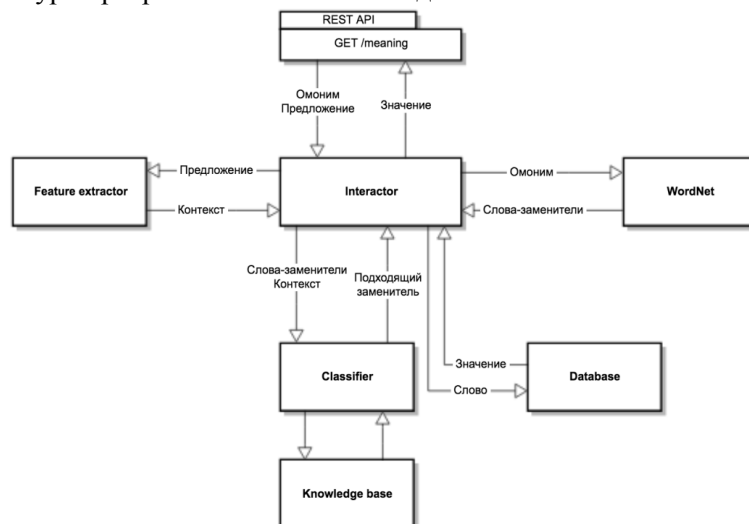 REST API
GET /meaning
Омоним
Предложение
Значение
Предложение
Омоним
Feature extractor
Interactor
WordNet
Контекст
Слова-заменители
Слова-заменители
Контекст
Подходящий
заменитель
Classifier
Значение
Слово
Database
Knowledge base